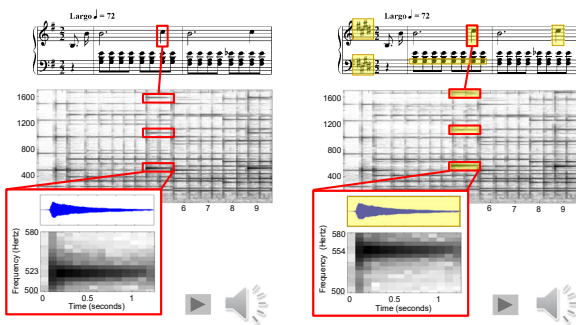 Largo ♩ = 72
1600
1200
800
400
6 7 8 9
580
523
500
Frequency (Hertz)
0 0.5 1
Time (seconds)
Largo ♩ = 72
1600
1200
800
400
6 7 8 9
580
554
500
Frequency (Hertz)
0 0.5 1
Time (seconds)